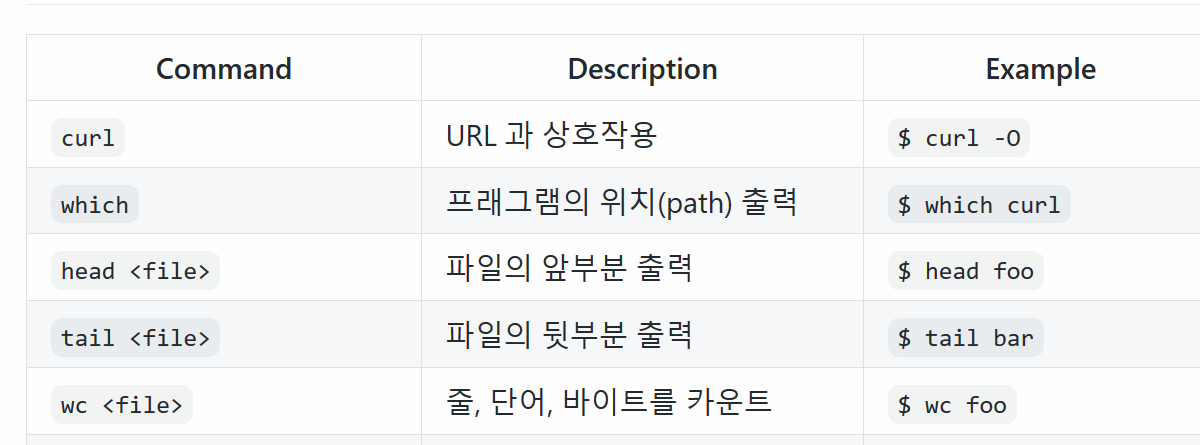 Command Description Example
curl URL 과 상호작용 $ curl -O
which 프래그램의 위치(path) 출력 $ which curl
head <file> 파일의 앞부분 출력 $ head foo
tail <file> 파일의 뒷부분 출력 $ tail bar
wc <file> 줄, 단어, 바이트를 카운트 $ wc foo